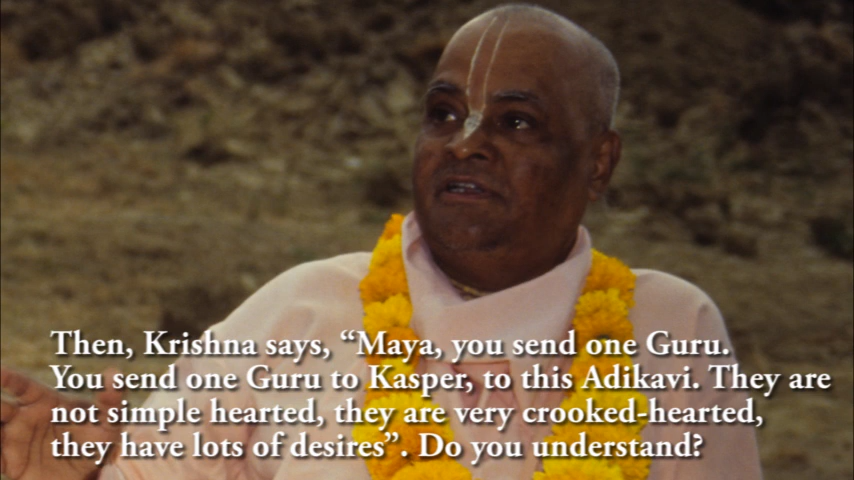 Then, Krishna says, “Maya, you send one Guru.
You send one Guru to Kasper, to this Adikavi. They are
not simple hearted, they are very crooked-hearted,
they have lots of desires”. Do you understand?